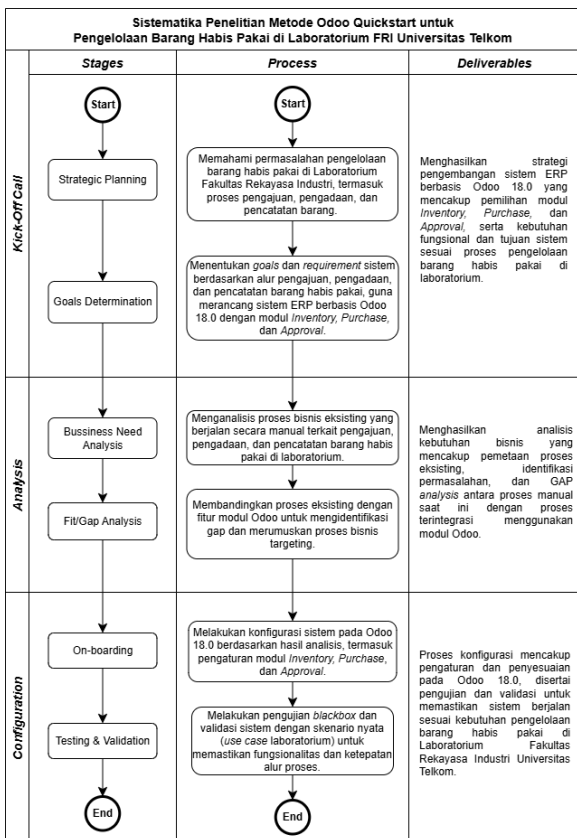 Sistematika Penelitian Metode Odoo Quickstart untuk
Pengelolaan Barang Habis Pakai di Laboratorium FRI Universitas Telkom
Stages
Process
Deliverables
Kick-Off Call
Start
Strategic Planning
Goals Determination
Start
Memahami permasalahan pengelolaan
barang habis pakai di Laboratorium
Fakultas Rekayasa Industri, termasuk
proses pengajuan, pengadaan, dan
pencatatan barang.
Menentukan goals dan requirement sistem
berdasarkan alur pengajuan, pengadaan,
dan pencatatan barang habis pakai, guna
merancang sistem ERP berbasis Odoo
18.0 dengan modul Inventory, Purchase,
dan Approval.
Menghasilkan strategi
pengembangan sistem ERP
berbasis Odoo 18.0 yang
mencakup pemilihan modul
Inventory, Purchase, dan
Approval, serta kebutuhan
fungsional dan tujuan sistem
sesuai proses pengelolaan
barang habis pakai di
laboratorium.
Analysis
Bussiness Need
Analysis
Fit/Gap Analysis
Menganalisis proses bisnis eksisting yang
berjalan secara manual terkait pengajuan,
pengadaan, dan pencatatan barang habis
pakai di laboratorium.
Membandingkan proses eksisting dengan
fitur modul Odoo untuk mengidentifikasi
gap dan merumuskan proses bisnis
targeting.
Menghasilkan analisis
kebutuhan bisnis yang
mencakup pemetaan proses
eksisting, identifikasi
permasalahan, dan GAP
analysis antara proses manual
saat ini dengan proses
terintegrasi menggunakan
modul Odoo.
Configuration
On-boarding
Testing & Validation
End
Melakukan konfigurasi sistem pada Odoo
18.0 berdasarkan hasil analisis, termasuk
pengaturan modul Inventory, Purchase,
dan Approval.
Melakukan pengujian blackbox dan
validasi sistem dengan skenario nyata
(use case laboratorium) untuk
memastikan fungsionalitas dan ketepatan
alur proses.
End
Proses konfigurasi mencakup
pengaturan dan penyesuaian
pada Odoo 18.0, disertai
pengujian dan validasi untuk
memastikan sistem berjalan
sesuai kebutuhan pengelolaan
barang habis pakai di
Laboratorium Fakultas
Rekayasa Industri Universitas
Telkom.